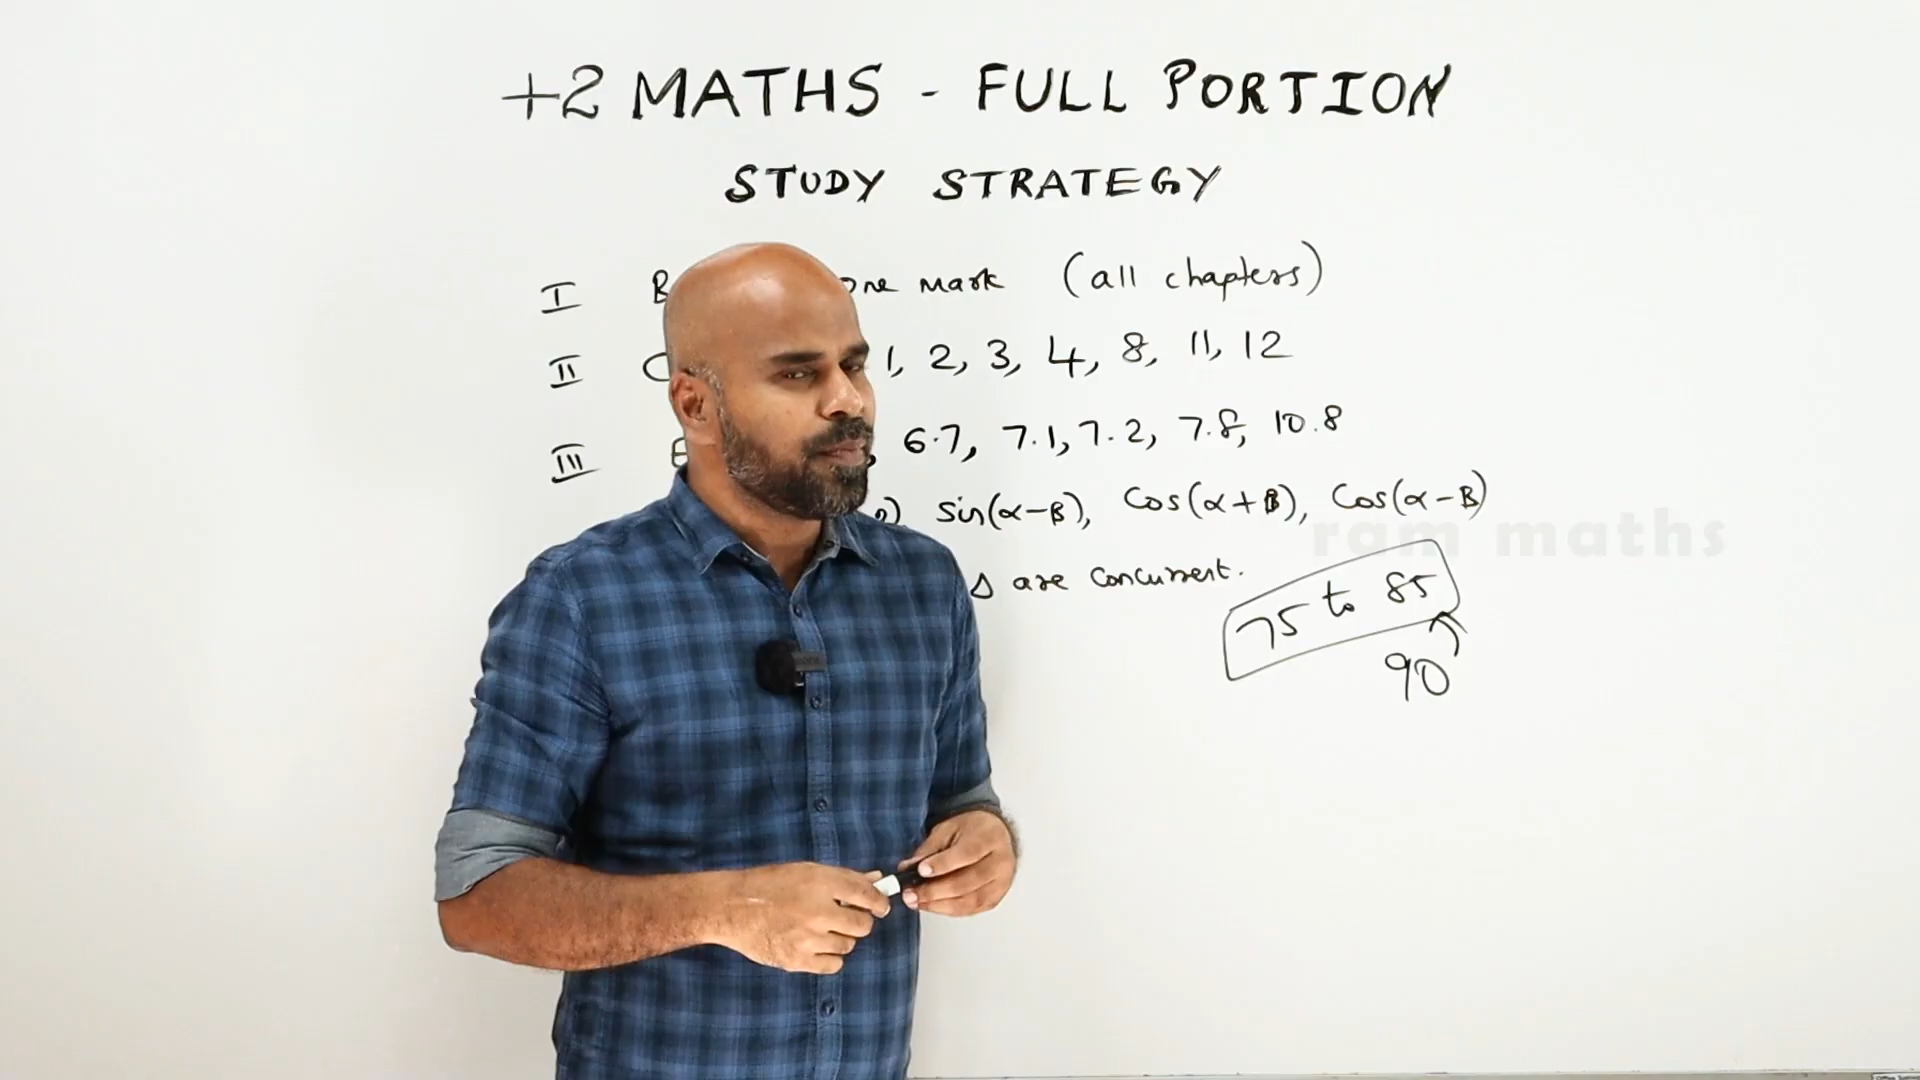 +2 MATHS - FULL PORTION
STUDY STRATEGY
I B one mark (all chapters)
II C 1, 2, 3, 4, 8, 11, 12
III E 6.7, 7.1, 7.2, 7.8, 10.8
sin(α-β), Cos(α+β), Cos(α-β)
ram maths
Δ are concurrent.
75 to 85
90